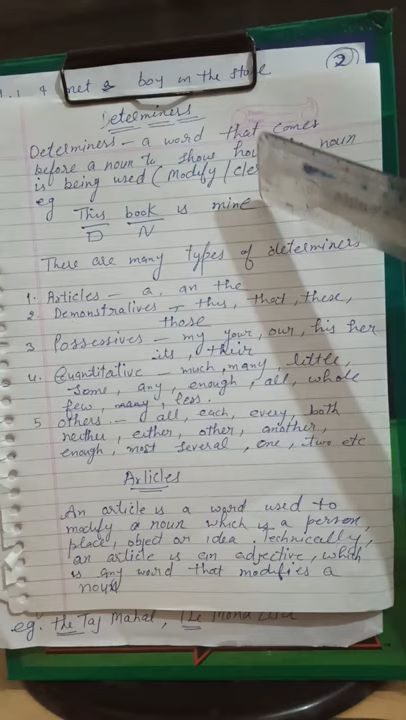 net a boy on the store
2
Determiners
Determiners - a word that comes
before a noun to show how noun
is being used (modify /
eg This book is mine
D N
There are many types of determiners
1. Articles - a, an the
2 Demonstratives - this, that, these,
those
3 Possessives - my, your, our, his her
its, their
4. Quantitative - much, many, little,
some, any, enough, all, whole
few, many, less.
5 others - all, each, every, both
neither, either, other, another,
enough, most several, one, two etc
Articles
An article is a word used to
modify a noun which is a person,
place, object or idea. Technically,
an article is an adjective, which
is any word that modifies a
noun
eg. the Taj Mahal, The Mona Lisa